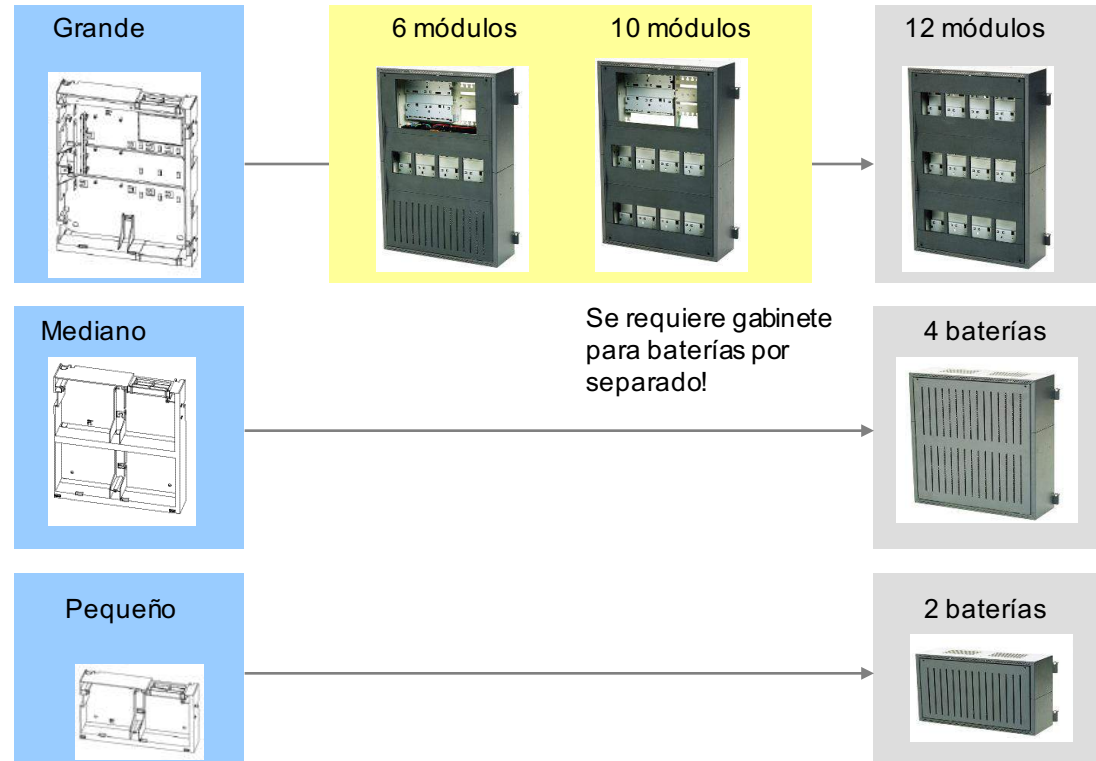 Grande
6 módulos
10 módulos
12 módulos
Mediano
Se requiere gabinete
para baterías por
separado!
4 baterías
Pequeño
2 baterías